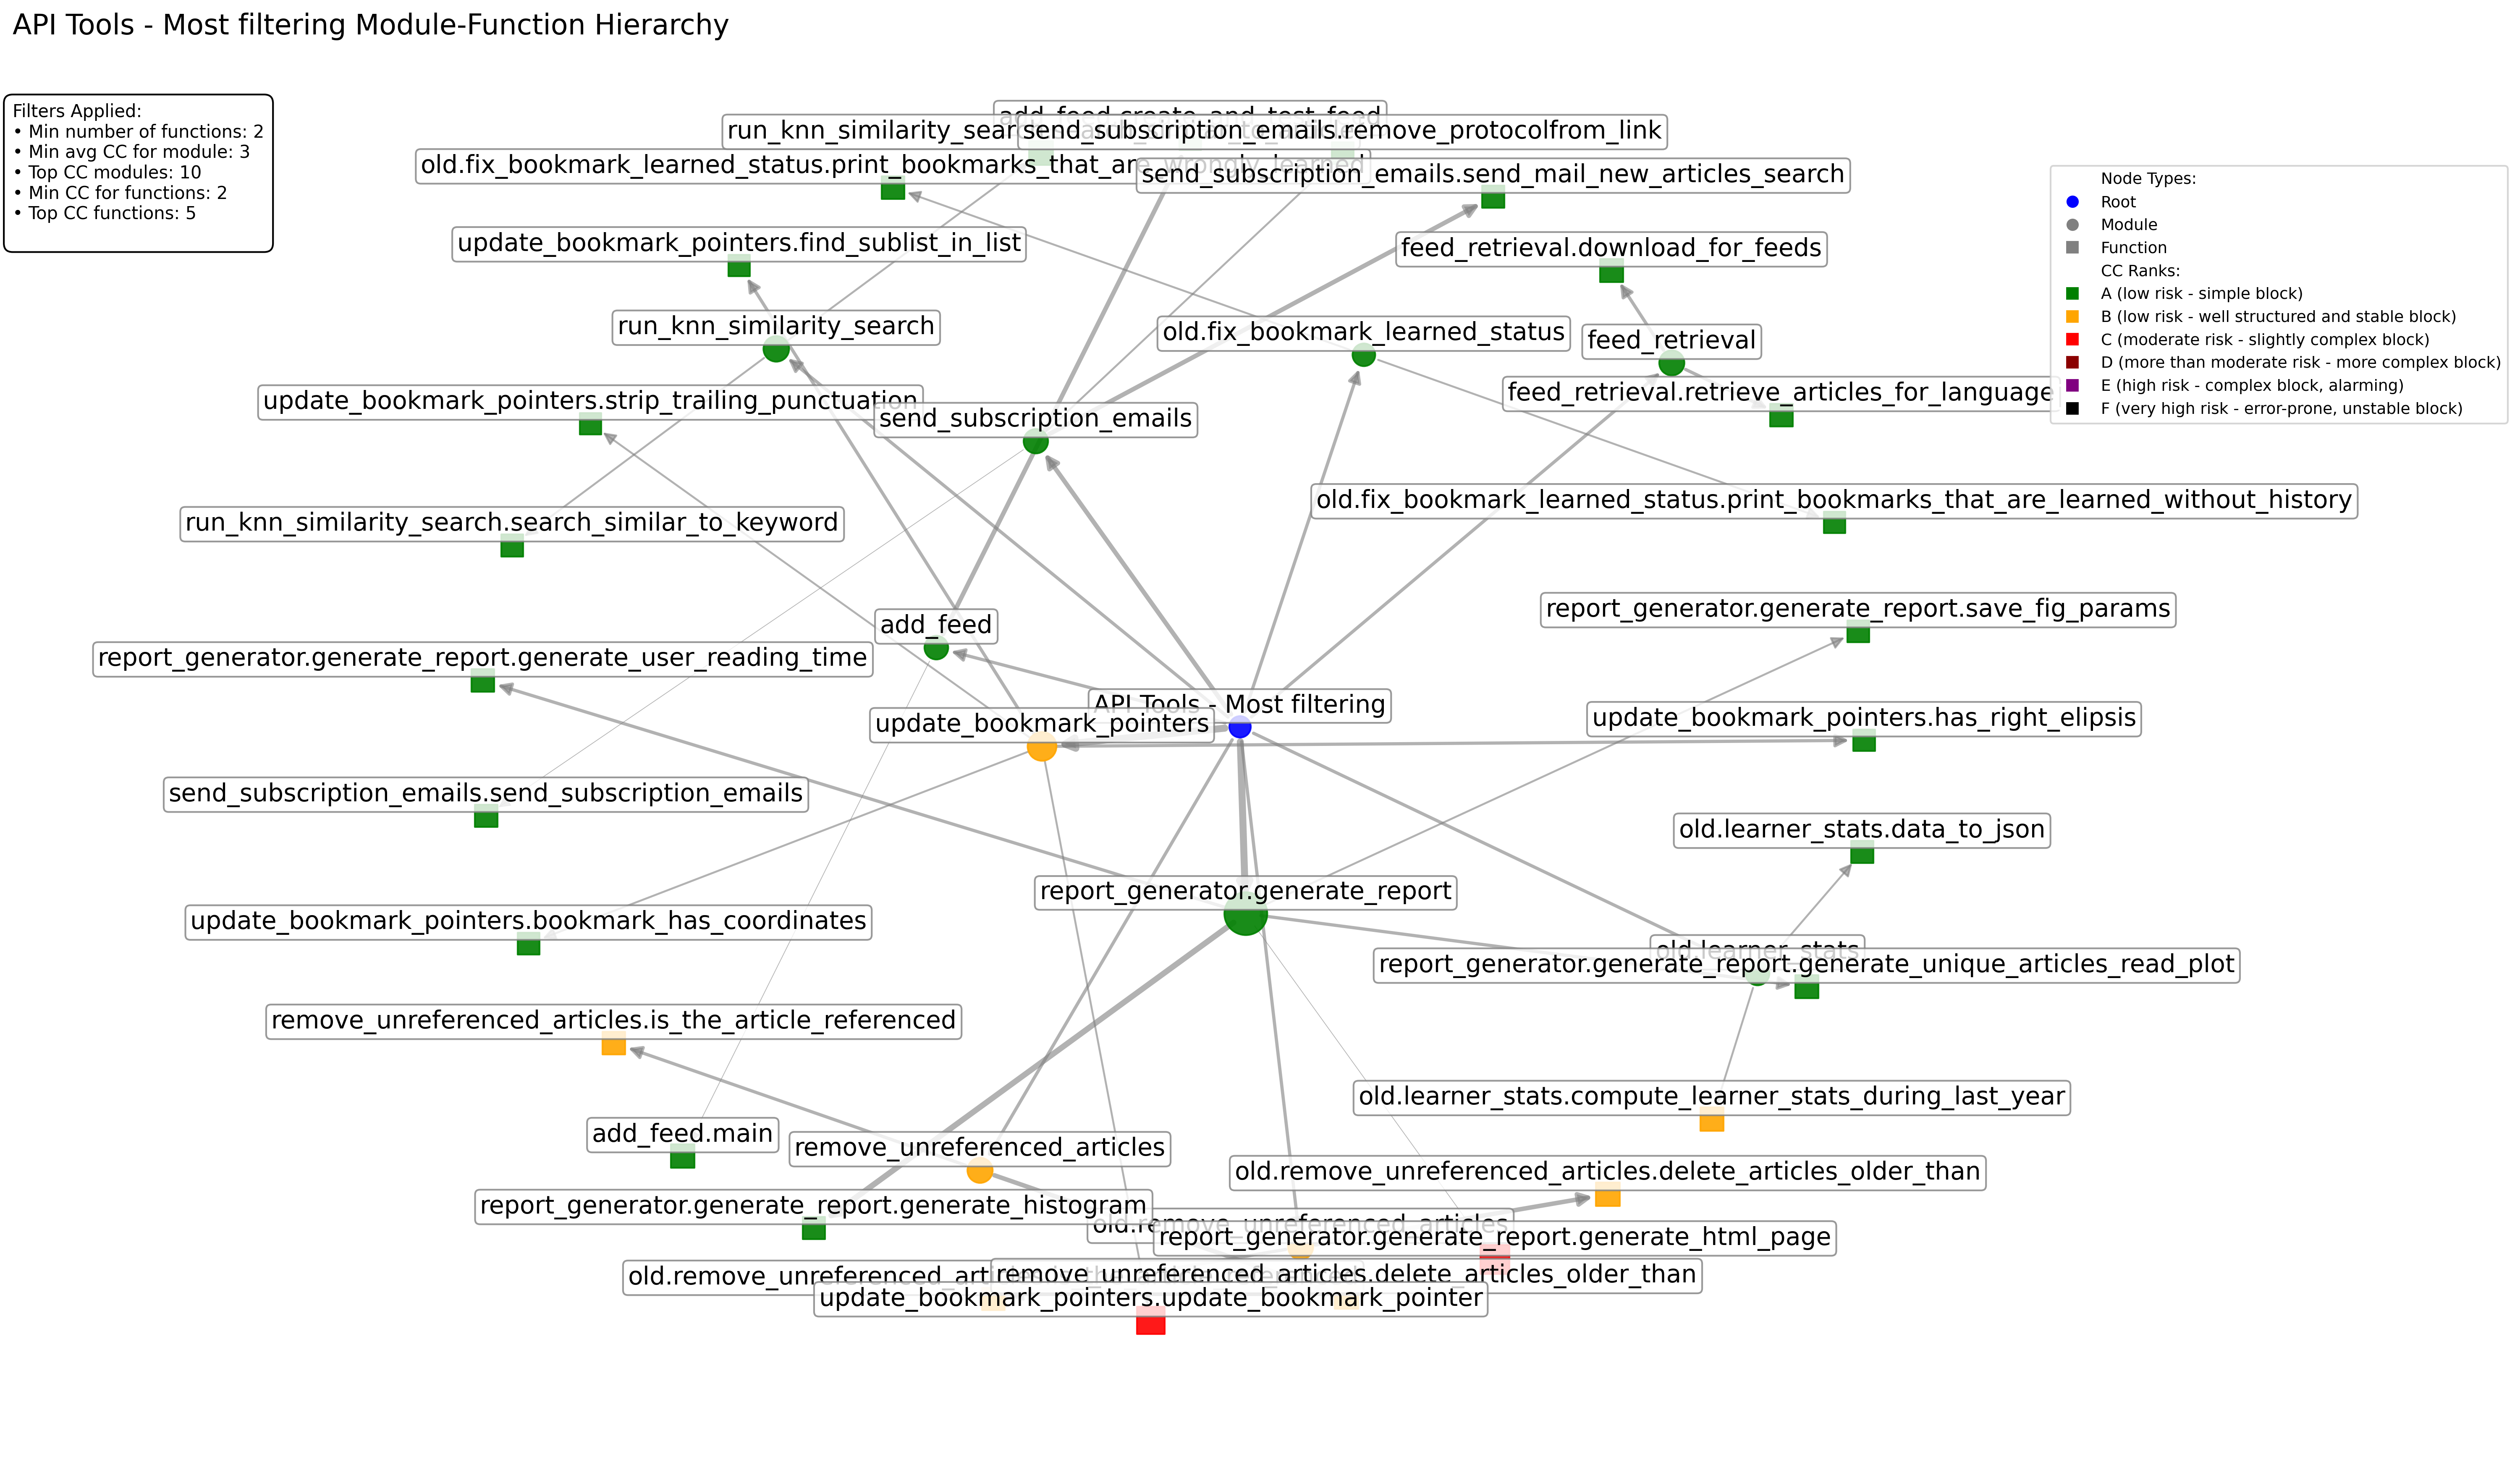 API Tools - Most filtering Module-Function Hierarchy
Filters Applied:
• Min number of functions: 2
• Min avg CC for module: 3
• Top CC modules: 10
• Min CC for functions: 2
• Top CC functions: 5
Node Types:
Root
Module
Function
CC Ranks:
A (low risk - simple block)
B (low risk - well structured and stable block)
C (moderate risk - slightly complex block)
D (more than moderate risk - more complex block)
E (high risk - complex block, alarming)
F (very high risk - error-prone, unstable block)
add_feed.create_and_test_feed
run_knn_similarity_sear
send_subscription_emails.remove_protocolfrom_link
old.fix_bookmark_learned_status.print_bookmarks_that_are_wrongly_learned
send_subscription_emails.send_mail_new_articles_search
update_bookmark_pointers.find_sublist_in_list
feed_retrieval.download_for_feeds
run_knn_similarity_search
old.fix_bookmark_learned_status
feed_retrieval
update_bookmark_pointers.strip_trailing_punctuation
feed_retrieval.retrieve_articles_for_language
send_subscription_emails
old.fix_bookmark_learned_status.print_bookmarks_that_are_learned_without_history
run_knn_similarity_search.search_similar_to_keyword
report_generator.generate_report.save_fig_params
add_feed
report_generator.generate_report.generate_user_reading_time
API Tools - Most filtering
update_bookmark_pointers
update_bookmark_pointers.has_right_elipsis
send_subscription_emails.send_subscription_emails
old.learner_stats.data_to_json
report_generator.generate_report
update_bookmark_pointers.bookmark_has_coordinates
old.learner_stats
report_generator.generate_report.generate_unique_articles_read_plot
remove_unreferenced_articles.is_the_article_referenced
old.learner_stats.compute_learner_stats_during_last_year
add_feed.main
remove_unreferenced_articles
old.remove_unreferenced_articles.delete_articles_older_than
report_generator.generate_report.generate_histogram
old.remove_unreferenced_articles
report_generator.generate_report.generate_html_page
old.remove_unreferenced_arti
remove_unreferenced_articles.delete_articles_older_than
update_bookmark_pointers.update_bookmark_pointer